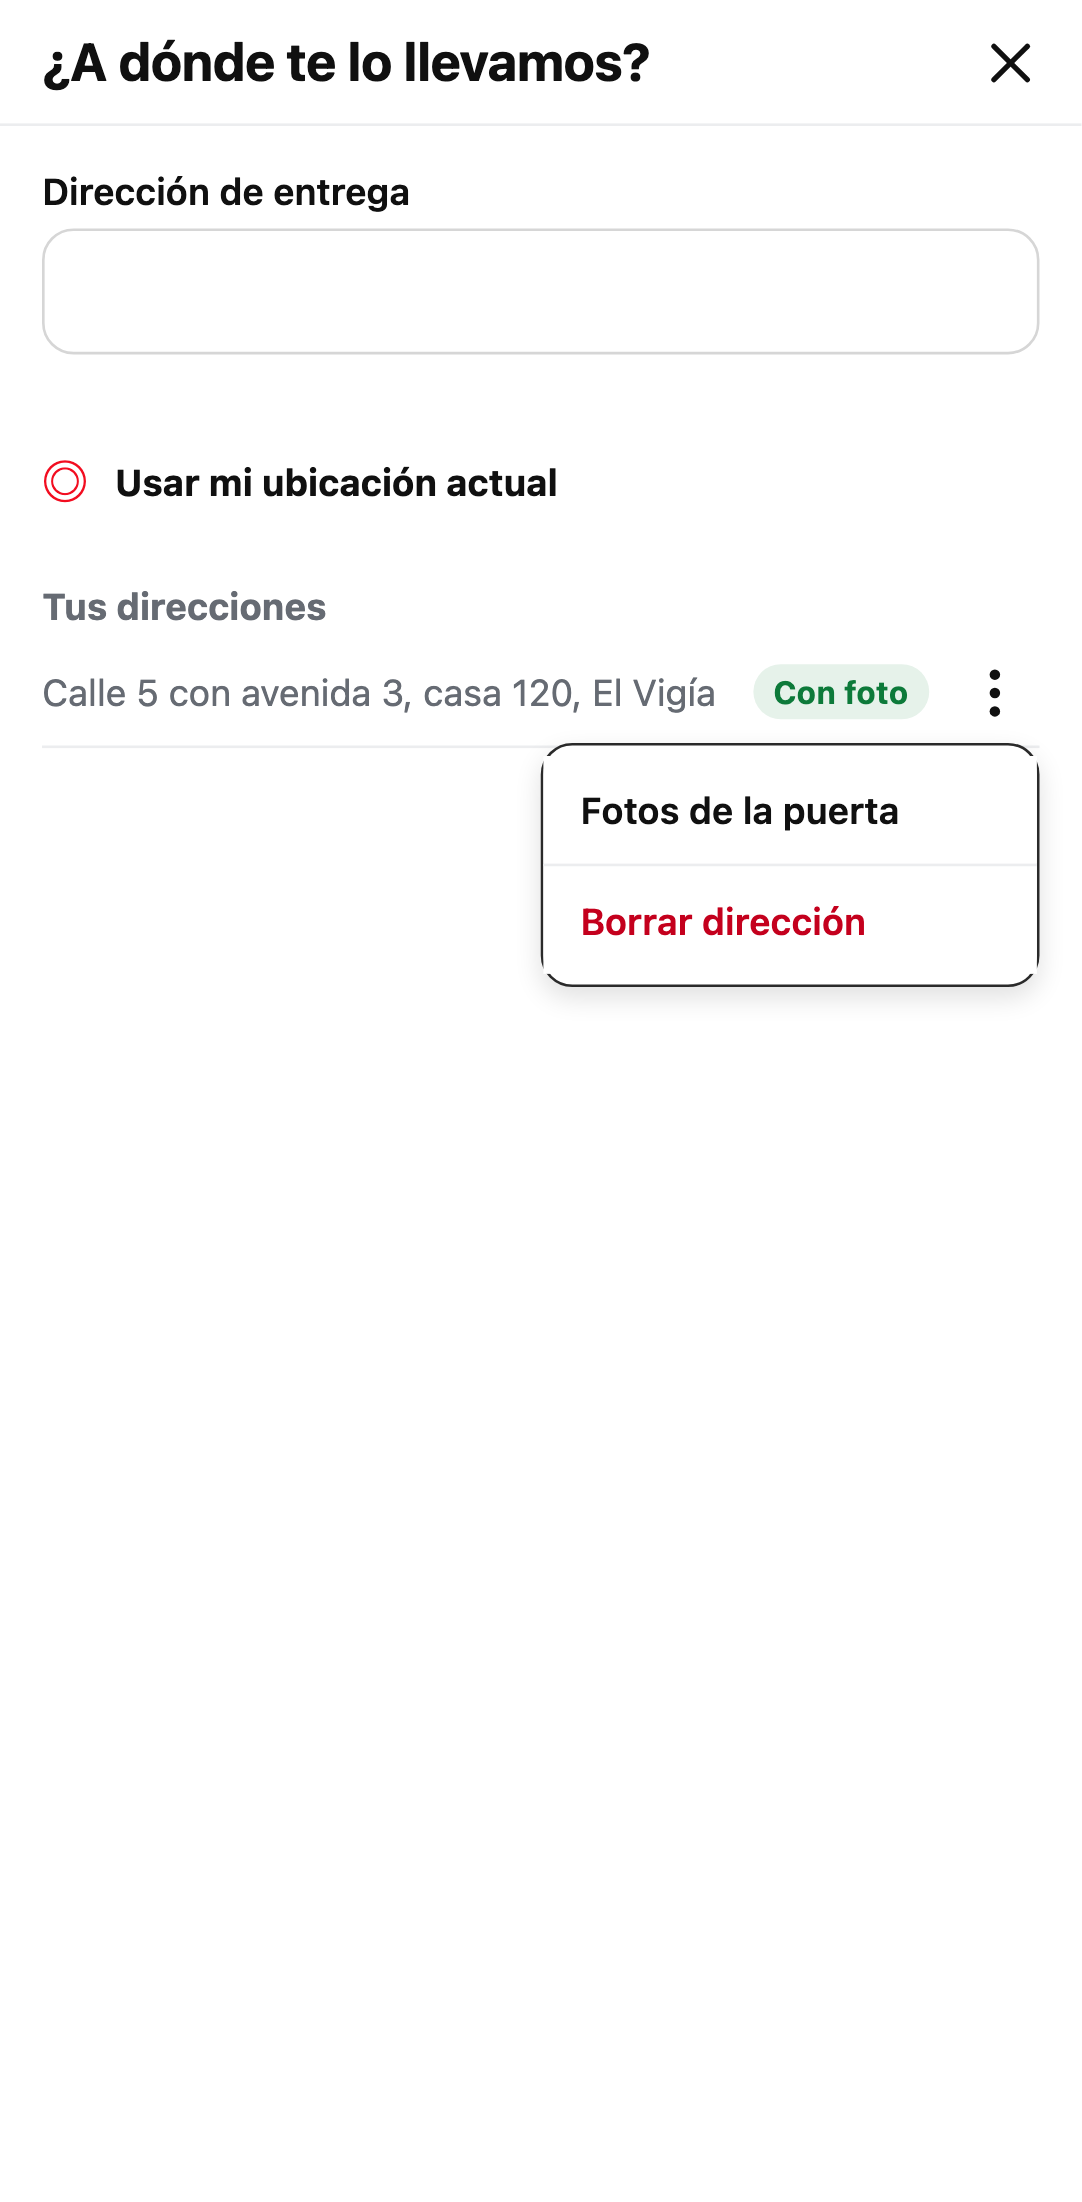 ¿A dónde te lo llevamos?
Dirección de entrega
Usar mi ubicación actual
Tus direcciones
Calle 5 con avenida 3, casa 120, El Vigía Con foto
Fotos de la puerta
Borrar dirección